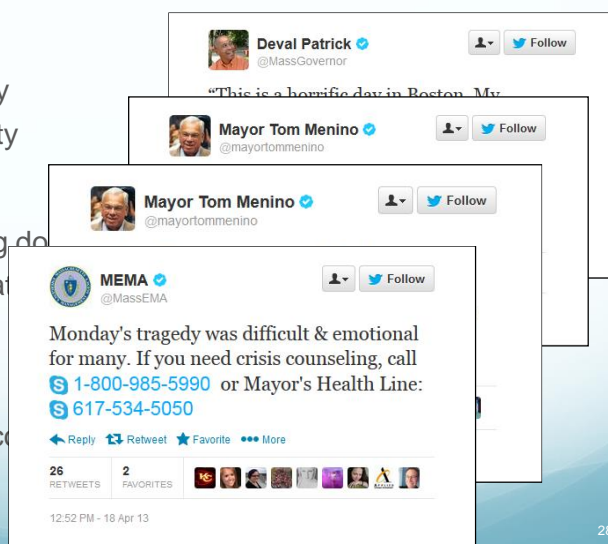 Deval Patrick
@MassGovernor
Follow
"This is a horrific day in Boston. My
Mayor Tom Menino
@mayortommenino
Follow
Mayor Tom Menino
@mayortommenino
Follow
MEMA
@MassEMA
Follow
Monday's tragedy was difficult & emotional
for many. If you need crisis counseling, call
1-800-985-5990 or Mayor's Health Line:
617-534-5050
Reply Retweet Favorite More
26 2
RETWEETS FAVORITES
12:52 PM - 18 Apr 13
28